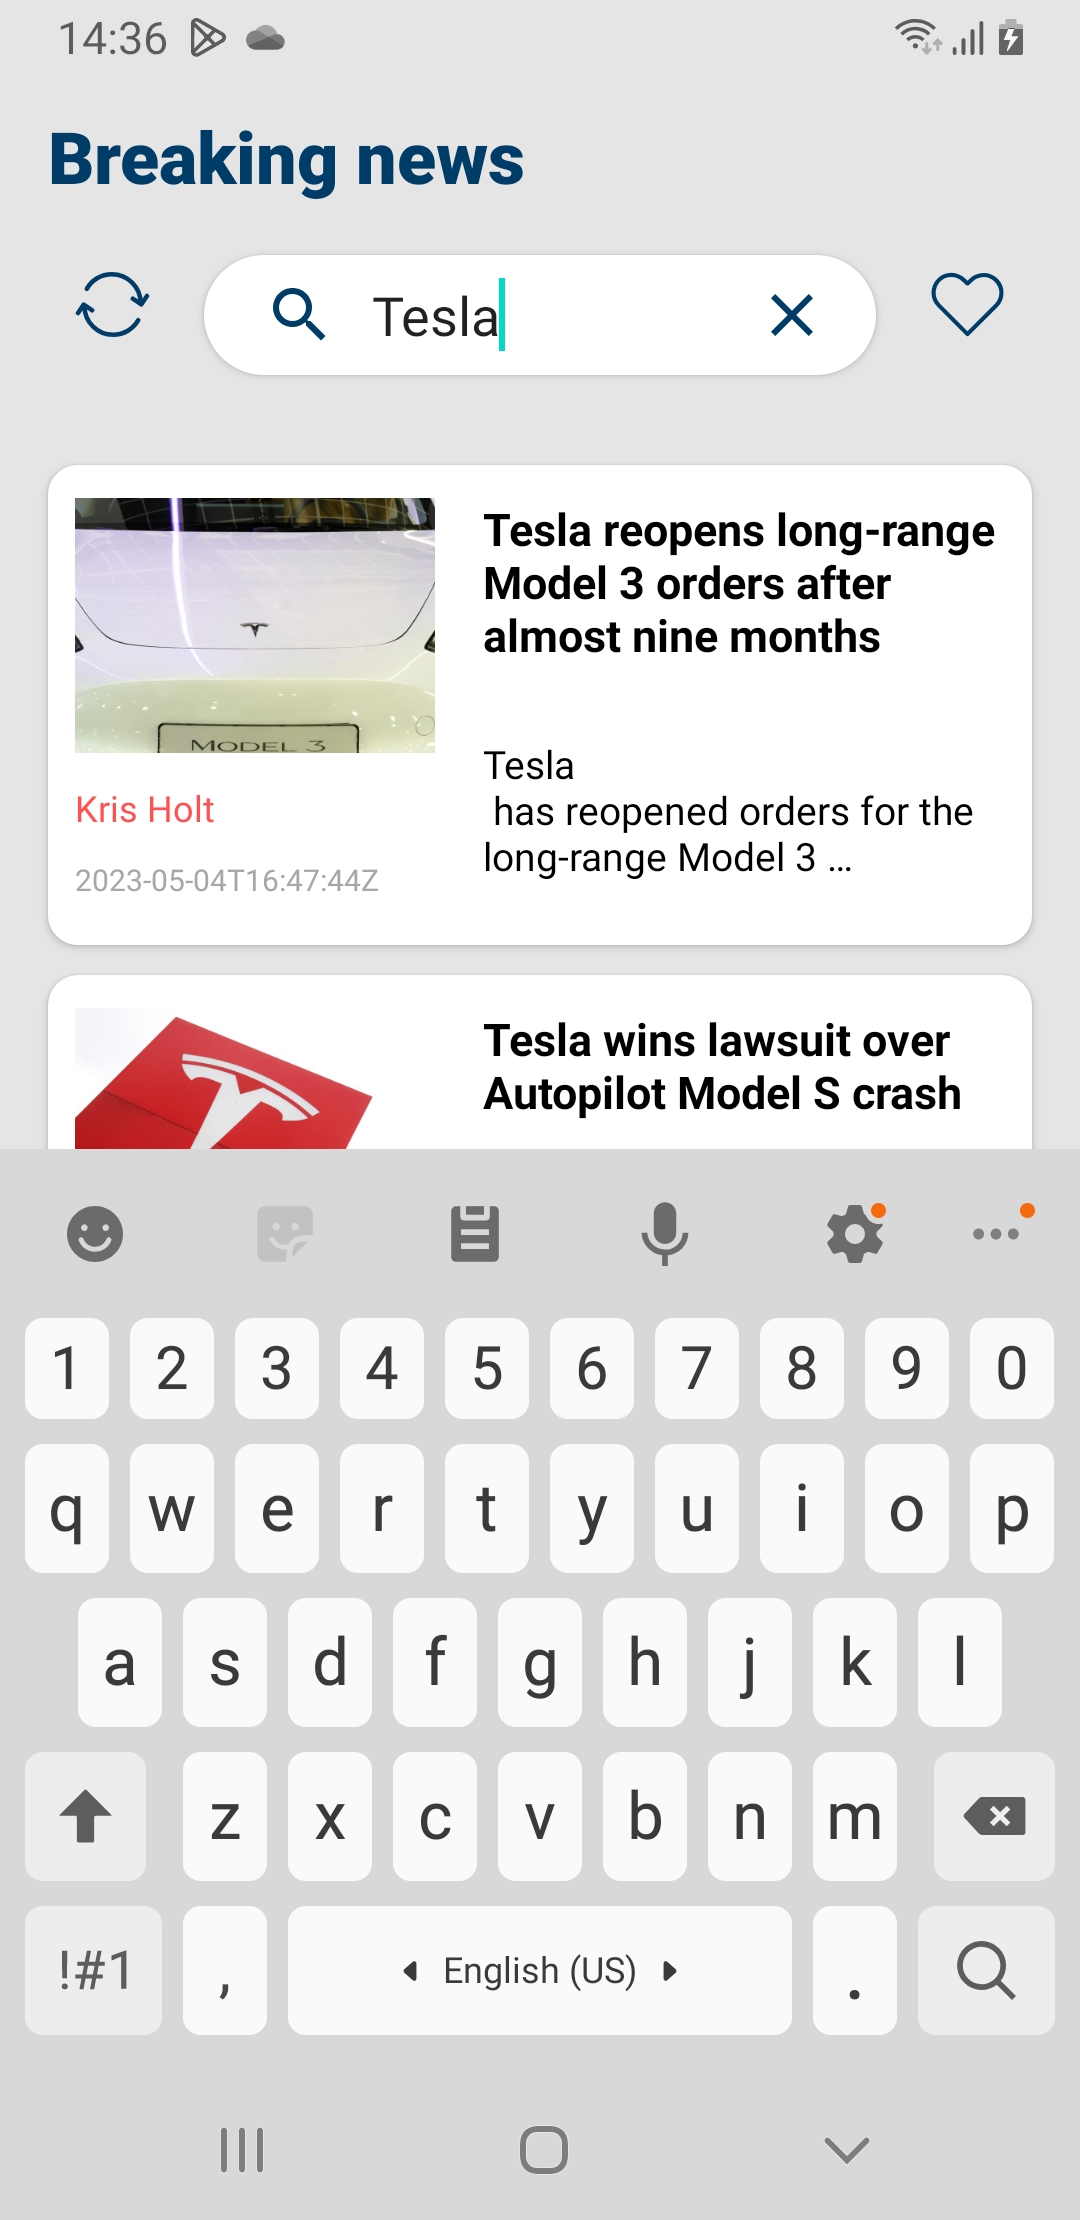 14:36
Breaking news
Tesla
Tesla reopens long-range
Model 3 orders after
almost nine months
MODEL 3
Tesla
has reopened orders for the
long-range Model 3 …
Kris Holt
2023-05-04T16:47:44Z
Tesla wins lawsuit over
Autopilot Model S crash
1 2 3 4 5 6 7 8 9 0
q w e r t y u i o p
a s d f g h j k l
z x c v b n m
!#1 , English (US) .